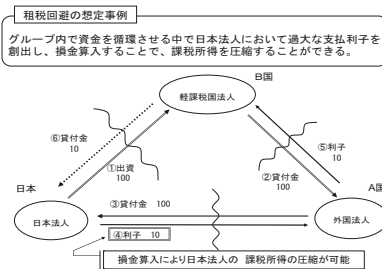 租税回避の想定事例
グループ内で資金を循環させる中で日本法人において過大な支払利子を
創出し、損金算入することで、課税所得を圧縮することができる。
B国
軽課税国法人
⑥貸付金
10
①出資
100
⑤利子
10
②貸付金
100
日本
A国
③貸付金 100
日本法人
外国法人
④利子 10
損金算入により日本法人の 課税所得の圧縮が可能